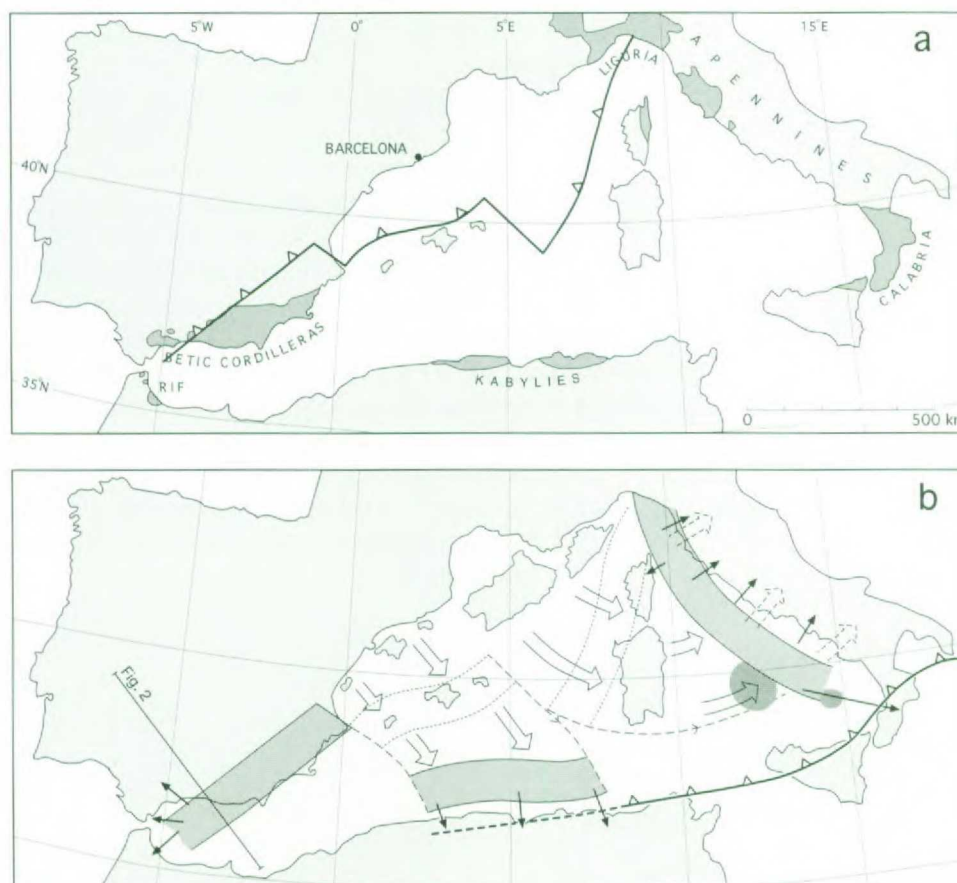 5°W
0°
5°E
15°E
a
LIGURIA
APENNINES
BARCELONA
40°N
CALABRIA
BETIC CORDILLERAS
RIF
KABYLIES
35°N
0
500 km
b
Fig. 2